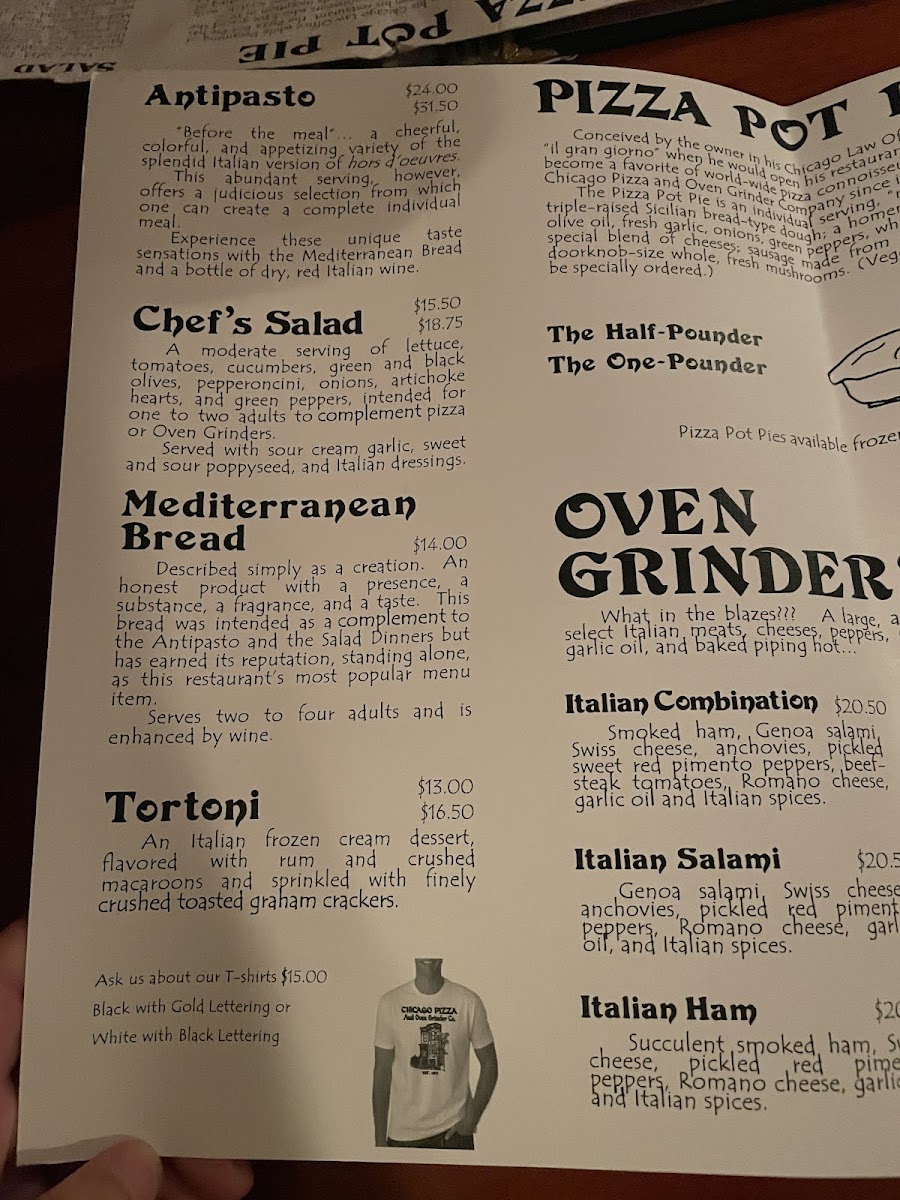 PIZZA POT PIE
SALAD
Antipasto
$24.00
$31.50
"Before the meal"... a cheerful,
colorful, and appetizing variety of the
splendid Italian version of hors d'oeuvres.
This abundant serving, however,
offers a judicious selection from which
one can create a complete individual
meal.
Experience these unique taste
sensations with the Mediterranean Bread
and a bottle of dry, red Italian wine.
Chef's Salad
$15.50
$18.75
A moderate serving of lettuce,
tomatoes, cucumbers, green and black
olives, pepperoncini, onions, artichoke
hearts, and green peppers, intended for
one to two adults to complement pizza
or Oven Grinders.
Served with sour cream garlic, sweet
and sour poppyseed, and Italian dressings.
Mediterranean
Bread $14.00
Described simply as a creation. An
honest product with a presence, a
substance, a fragrance, and a taste. This
bread was intended as a complement to
the Antipasto and the Salad Dinners but
has earned its reputation, standing alone,
as this restaurant's most popular menu
item.
Serves two to four adults and is
enhanced by wine.
Tortoni
$13.00
$16.50
An Italian frozen cream dessert,
flavored with rum and crushed
macaroons and sprinkled with finely
crushed toasted graham crackers.
Ask us about our T-shirts $15.00
Black with Gold Lettering or
White with Black Lettering
CHICAGO PIZZA
And Oven Grinder Co.
EST. 1972
PIZZA POT
Conceived by the owner in his Chicago Law
"il gran giorno" when he would open his restaurant
become a favorite of world-wide pizza
Chicago Pizza and Oven Grinder Company since
The Pizza Pot Pie is an individual serving,
triple-raised Sicilian bread-type dough; a
olive oil, fresh garlic, onions, green peppers,
special blend of cheeses; sausage made from
doorknob-size whole, fresh mushrooms.
be specially ordered.)
The Half-Pounder
The One-Pounder
Pizza Pot Pies available
OVEN
GRINDER
What in the blazes??? A large,
select Italian meats, cheeses, peppers,
garlic oil, and baked piping hot...
Italian Combination $20.50
Smoked ham, Genoa salami,
Swiss cheese, anchovies, pickled
sweet red pimento peppers, beef-
steak tomatoes, Romano cheese,
garlic oil and Italian spices.
Italian Salami
Genoa salami, Swiss cheese
anchovies, pickled red
peppers, Romano cheese,
oil, and Italian spices.
Italian Ham
Succulent smoked ham,
cheese, pickled red
peppers, Romano cheese,
and Italian spices.